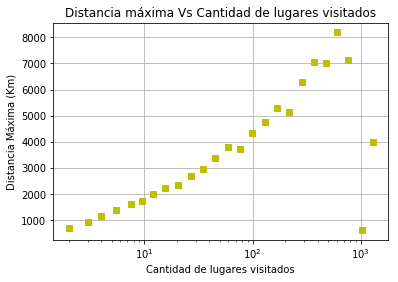 Distancia máxima Vs Cantidad de lugares visitados
Distancia Máxima (Km)
8000
7000
6000
5000
4000
3000
2000
1000
10¹ 10² 10³
Cantidad de lugares visitados